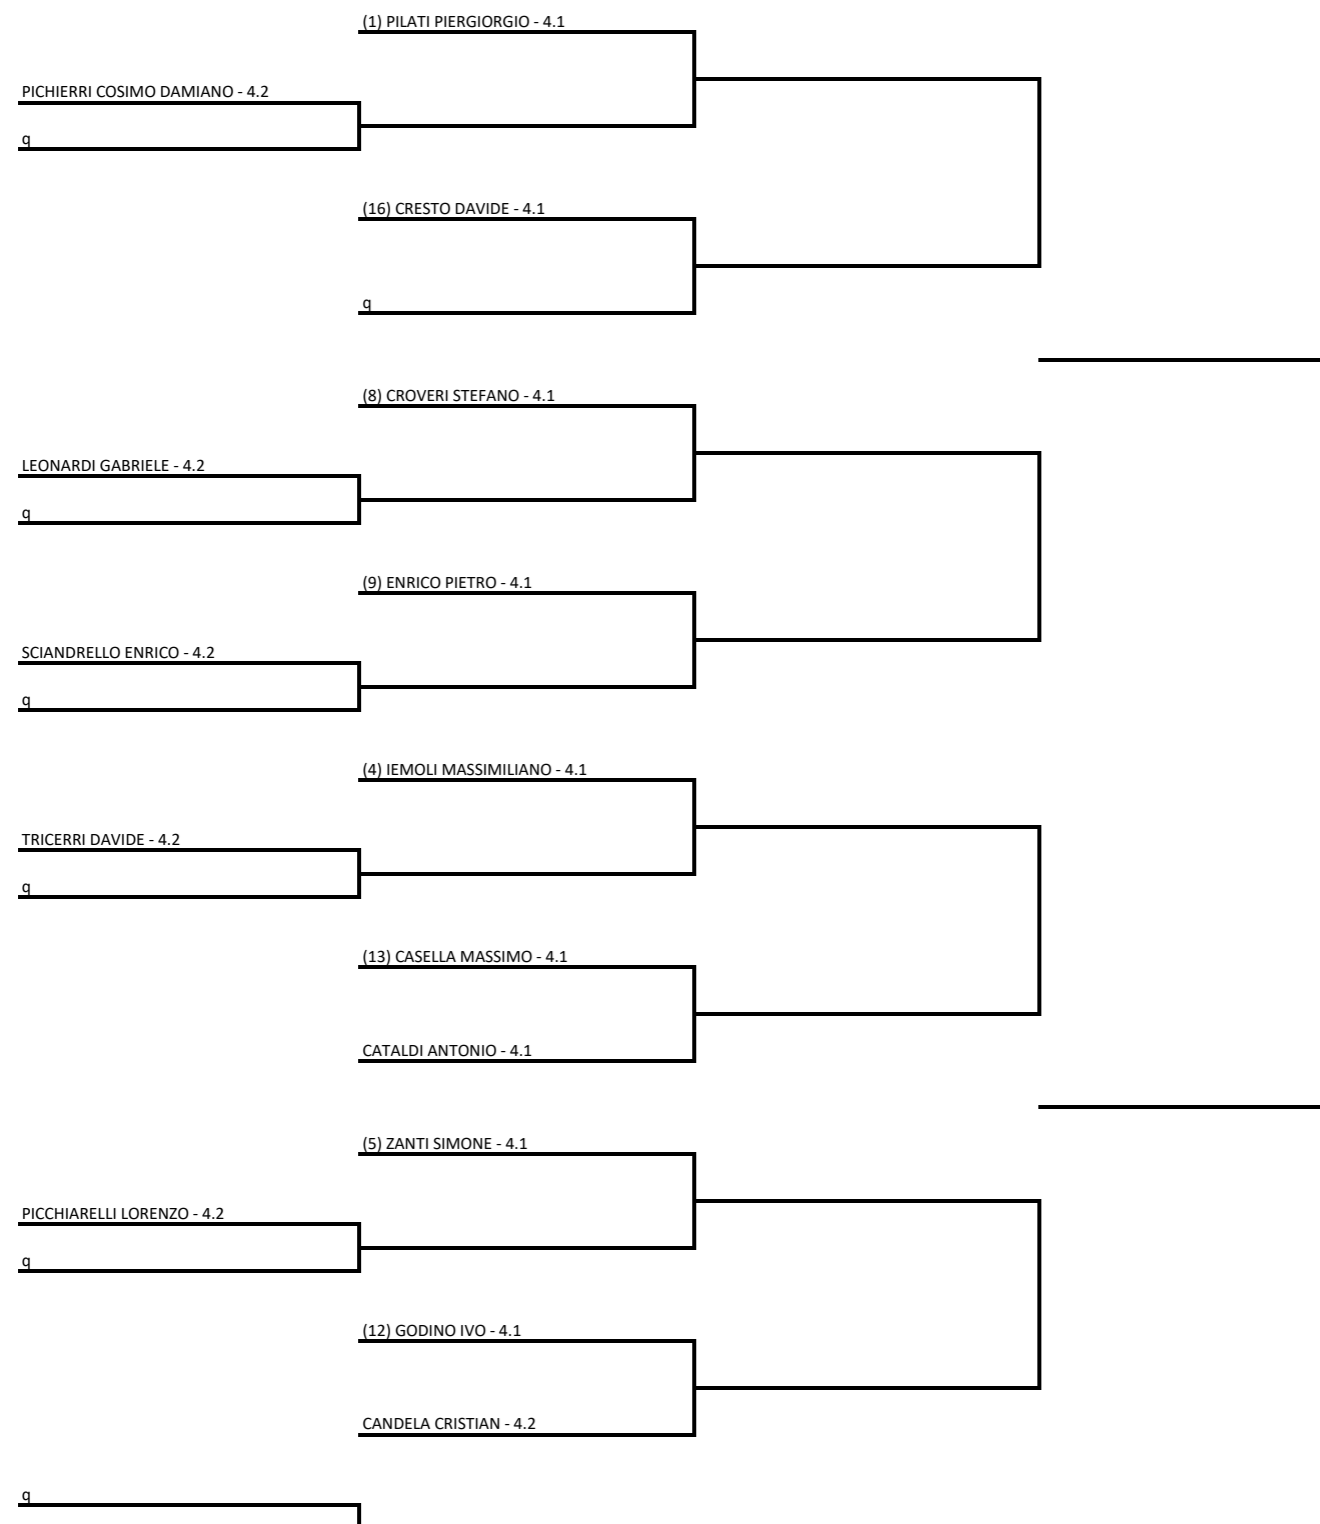 (1) PILATI PIERGIORGIO - 4.1
PICHIERRI COSIMO DAMIANO - 4.2
q
(16) CRESTO DAVIDE - 4.1
q
(8) CROVERI STEFANO - 4.1
LEONARDI GABRIELE - 4.2
q
(9) ENRICO PIETRO - 4.1
SCIANDRELLO ENRICO - 4.2
q
(4) IEMOLI MASSIMILIANO - 4.1
TRICERRI DAVIDE - 4.2
q
(13) CASELLA MASSIMO - 4.1
CATALDI ANTONIO - 4.1
(5) ZANTI SIMONE - 4.1
PICCHIARELLI LORENZO - 4.2
q
(12) GODINO IVO - 4.1
CANDELA CRISTIAN - 4.2
q